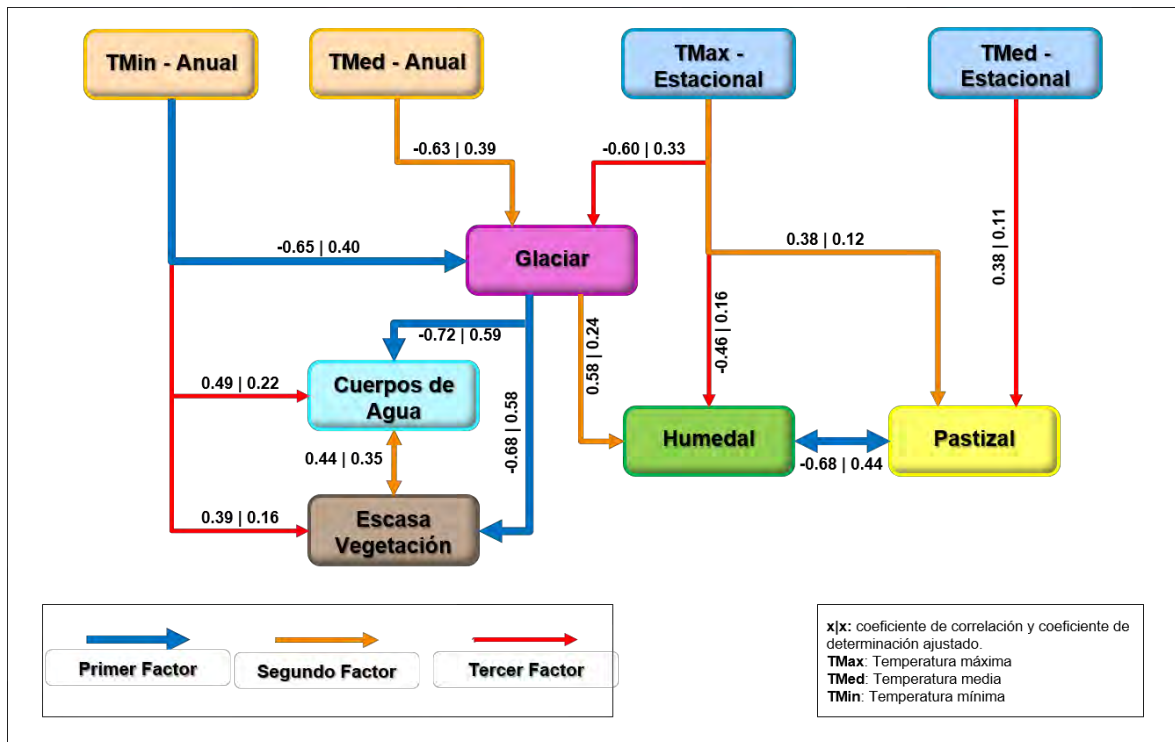 TMin - Anual
TMed - Anual
TMax -
Estacional
TMed -
Estacional
-0.63 | 0.39
-0.60 | 0.33
-0.65 | 0.40
Glaciar
0.38 | 0.12
0.38 | 0.11
-0.46 | 0.16
-0.72 | 0.59
0.58 | 0.24
-0.68 | 0.58
0.49 | 0.22
Cuerpos de
Agua
Humedal
Pastizal
-0.68 | 0.44
0.44 | 0.35
0.39 | 0.16
Escasa
Vegetación
Primer Factor
Segundo Factor
Tercer Factor
x|x: coeficiente de correlación y coeficiente de
determinación ajustado.
TMax: Temperatura máxima
TMed: Temperatura media
TMin: Temperatura mínima